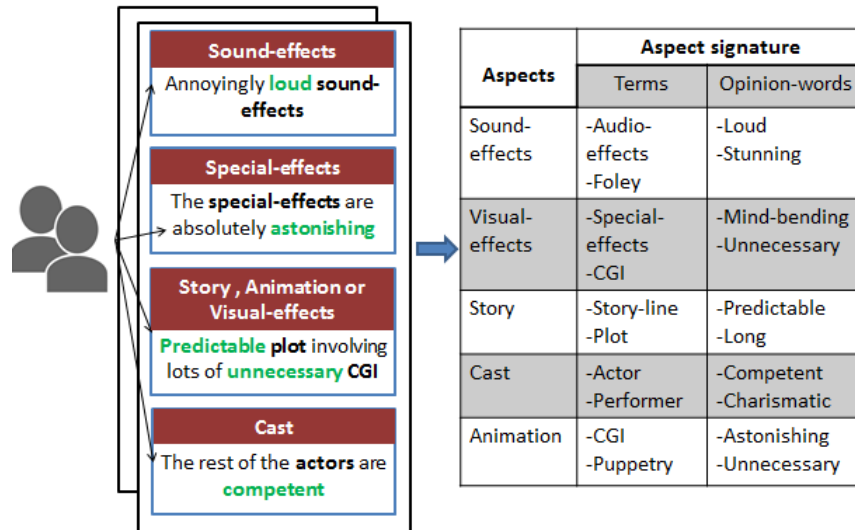 Sound-effects
Annoyingly loud sound-
effects
Special-effects
The special-effects are
absolutely astonishing
Story , Animation or
Visual-effects
Predictable plot involving
lots of unnecessary CGI
Cast
The rest of the actors are
competent
Aspects
Aspect signature
Terms
Opinion-words
Sound-
effects
-Audio-
effects
-Foley
-Loud
-Stunning
Visual-
effects
-Special-
effects
-CGI
-Mind-bending
-Unnecessary
Story
-Story-line
-Plot
-Predictable
-Long
Cast
-Actor
-Performer
-Competent
-Charismatic
Animation
-CGI
-Puppetry
-Astonishing
-Unnecessary